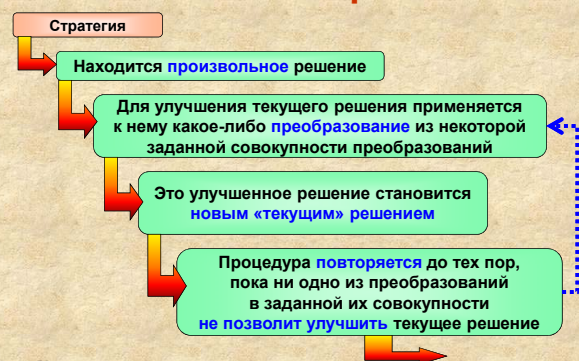 Стратегия
Находится произвольное решение
Для улучшения текущего решения применяется
к нему какое-либо преобразование из некоторой
заданной совокупности преобразований
Это улучшенное решение становится
новым «текущим» решением
Процедура повторяется до тех пор,
пока ни одно из преобразований
в заданной их совокупности
не позволит улучшить текущее решение